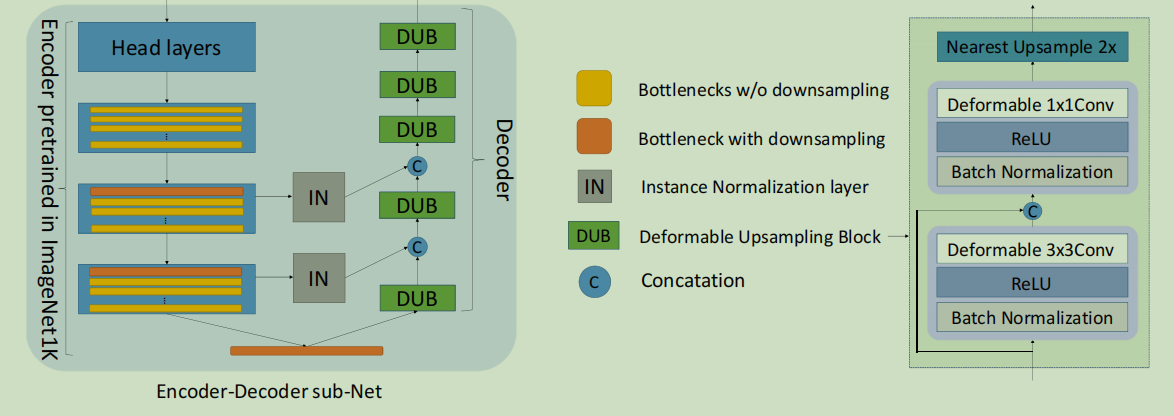 Encoder pretrained in ImageNet1K
Head layers
IN
IN
DUB
DUB
DUB
C
DUB
C
DUB
Decoder
Encoder-Decoder sub-Net
Bottlenecks w/o downsampling
Bottleneck with downsampling
IN Instance Normalization layer
DUB Deformable Upsampling Block
C Concatation
Nearest Upsample 2x
Deformable 1x1Conv
ReLU
Batch Normalization
C
Deformable 3x3Conv
ReLU
Batch Normalization